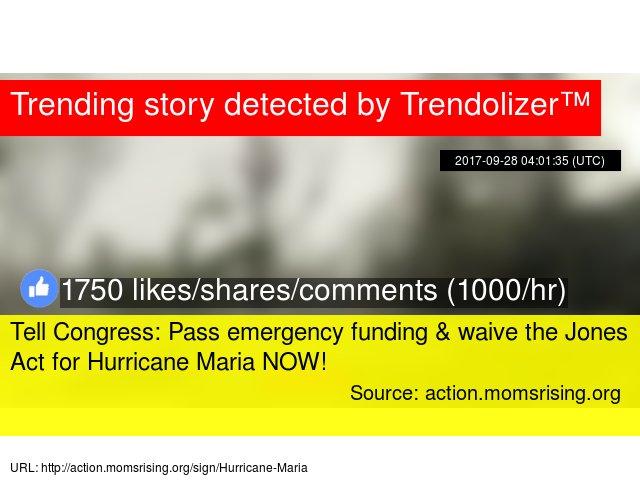 Trending story detected by Trendolizer™
2017-09-28 04:01:35 (UTC)
1750 likes/shares/comments (1000/hr)
Tell Congress: Pass emergency funding & waive the Jones
Act for Hurricane Maria NOW!
Source: action.momsrising.org
URL: http://action.momsrising.org/sign/Hurricane-Maria